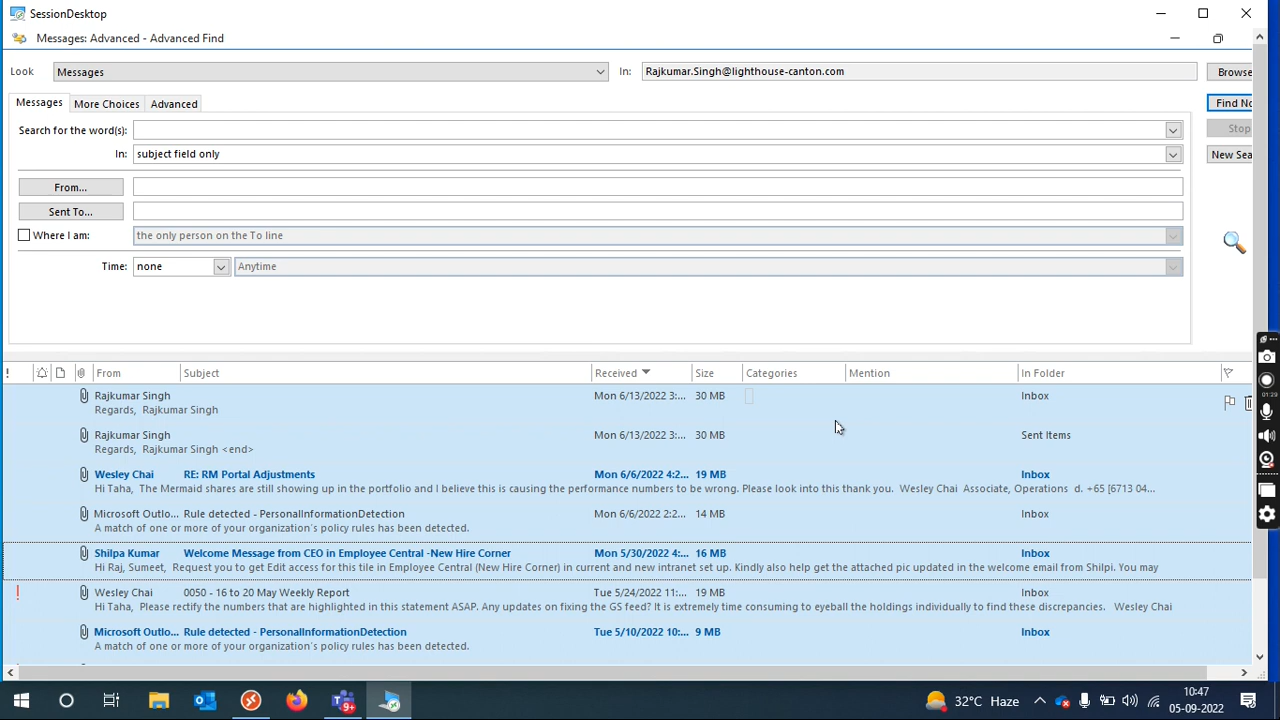 SessionDesktop
Messages: Advanced - Advanced Find
Look Messages In: Rajkumar.Singh@lighthouse-canton.com Browse
Messages More Choices Advanced Find No
Search for the word(s): Stop
In: subject field only New Sea
From...
Sent To...
Where I am: the only person on the To line
Time: none Anytime
! From Subject Received Size Categories Mention In Folder
Rajkumar Singh Mon 6/13/2022 3:... 30 MB Inbox
Regards, Rajkumar Singh
Rajkumar Singh Mon 6/13/2022 3:... 30 MB Sent Items
Regards, Rajkumar Singh <end>
Wesley Chai RE: RM Portal Adjustments Mon 6/6/2022 4:2... 19 MB Inbox
Hi Taha, The Mermaid shares are still showing up in the portfolio and I believe this is causing the performance numbers to be wrong. Please look into this thank you. Wesley Chai Associate, Operations d. +65 [6713 04...
Microsoft Outlo... Rule detected - PersonalInformationDetection Mon 6/6/2022 2:2... 14 MB Inbox
A match of one or more of your organization's policy rules has been detected.
Shilpa Kumar Welcome Message from CEO in Employee Central -New Hire Corner Mon 5/30/2022 4:... 16 MB Inbox
Hi Raj, Sumeet, Request you to get Edit access for this tile in Employee Central (New Hire Corner) in current and new intranet set up. Kindly also help get the attached pic updated in the welcome email from Shilpi. You may
! Wesley Chai 0050 - 16 to 20 May Weekly Report Tue 5/24/2022 11:... 19 MB Inbox
Hi Taha, Please rectify the numbers that are highlighted in this statement ASAP. Any updates on fixing the GS feed? It is extremely time consuming to eyeball the holdings individually to find these discrepancies. Wesley Chai
Microsoft Outlo... Rule detected - PersonalInformationDetection Tue 5/10/2022 10:... 9 MB Inbox
A match of one or more of your organization's policy rules has been detected.
01:29
9+
32°C Haze
10:47
05-09-2022